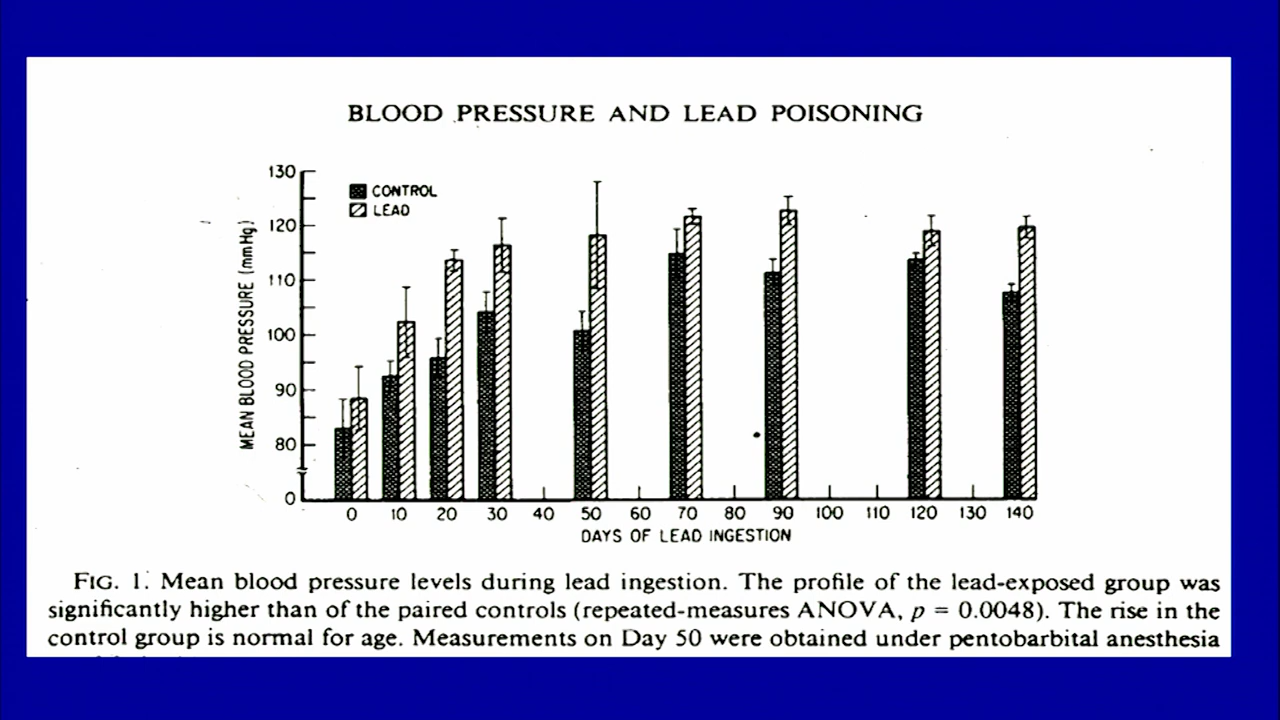 BLOOD PRESSURE AND LEAD POISONING
130
120
110
100
90
80
0
MEAN BLOOD PRESSURE (mmHg)
CONTROL
LEAD
0 10 20 30 40 50 60 70 80 90 100 110 120 130 140
DAYS OF LEAD INGESTION
FIG. 1. Mean blood pressure levels during lead ingestion. The profile of the lead-exposed group was
significantly higher than of the paired controls (repeated-measures ANOVA, p = 0.0048). The rise in the
control group is normal for age. Measurements on Day 50 were obtained under pentobarbital anesthesia